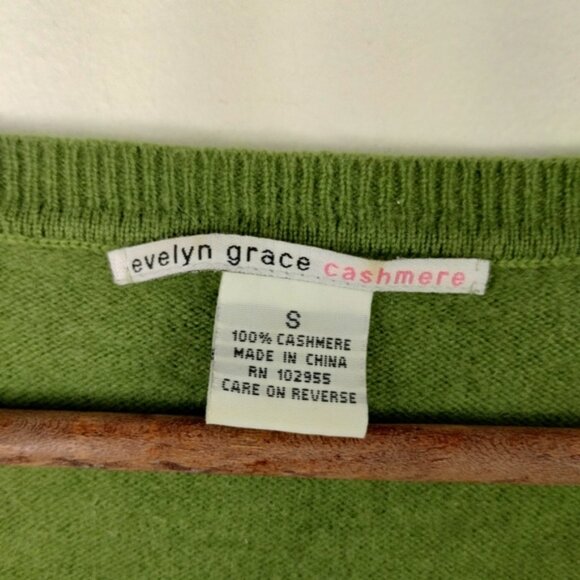 evelyn grace cashmere
S
100% CASHMERE
MADE IN CHINA
RN 102955
CARE ON REVERSE